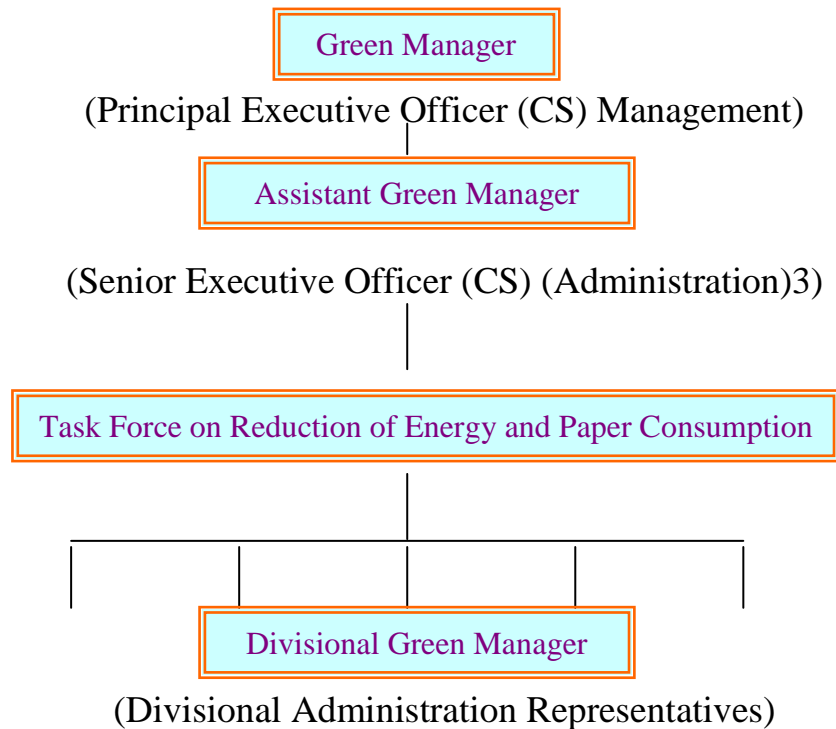 Green Manager
(Principal Executive Officer (CS) Management)
Assistant Green Manager
(Senior Executive Officer (CS) (Administration)3)
Task Force on Reduction of Energy and Paper Consumption
Divisional Green Manager
(Divisional Administration Representatives)